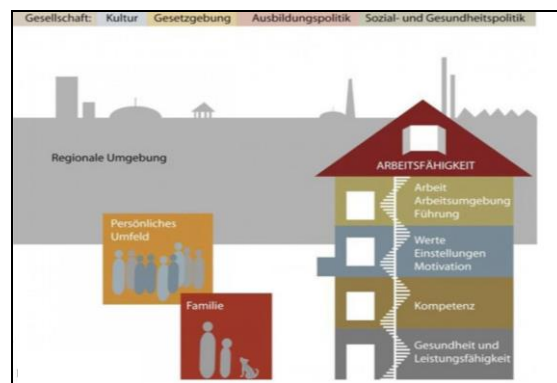 Gesellschaft: Kultur Gesetzgebung Ausbildungspolitik Sozial- und Gesundheitspolitik
Regionale Umgebung
ARBEITSFÄHIGKEIT
Arbeit
Arbeitsumgebung
Führung
Persönliches
Umfeld
Werte
Einstellungen
Motivation
Familie
Kompetenz
Gesundheit und
Leistungsfähigkeit